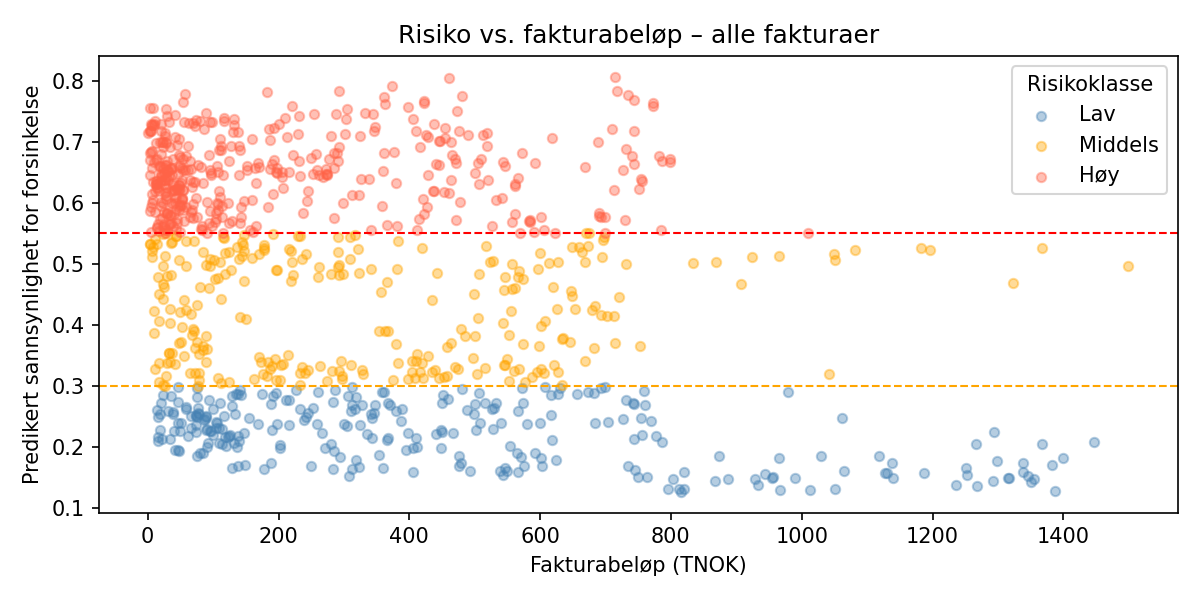 Risiko vs. fakturabeløp – alle fakturaer
Predikert sannsynlighet for forsinkelse
0.8
0.7
0.6
0.5
0.4
0.3
0.2
0.1
Risikoklasse
Lav
Middels
Høy
0 200 400 600 800 1000 1200 1400
Fakturabeløp (TNOK)